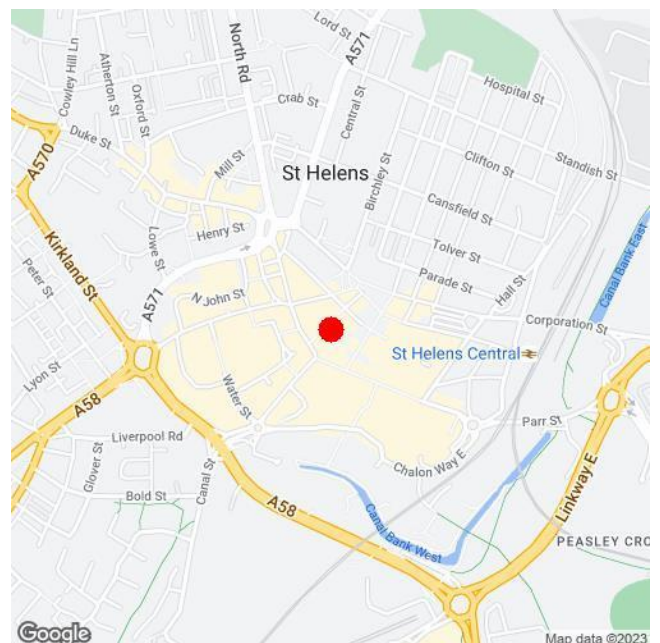 Lord St
A571
North Rd
Cowley Hill Ln
Atherton St
Oxford St
Crab St
Central St
Hospital St
Duke St
Mill St
St Helens
Birchley St
Clifton St
Standish St
A570
Cansfield St
Henry St
Tolver St
Lowe St
Kirkland St
Peter St
Parade St
Hall St
Canal Bank East
A571
N John St
Corporation St
Lyon St
St Helens Central
A58
Water St
Parr St
Liverpool Rd
Glover St
Canal St
Chalon Way E
Linkway E
Bold St
A58
Canal Bank West
PEASLEY CRO
Google
Map data ©2023